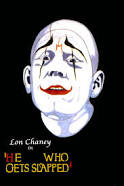 Lon Chaney
in
'HE WHO
GETS SLAPPED'